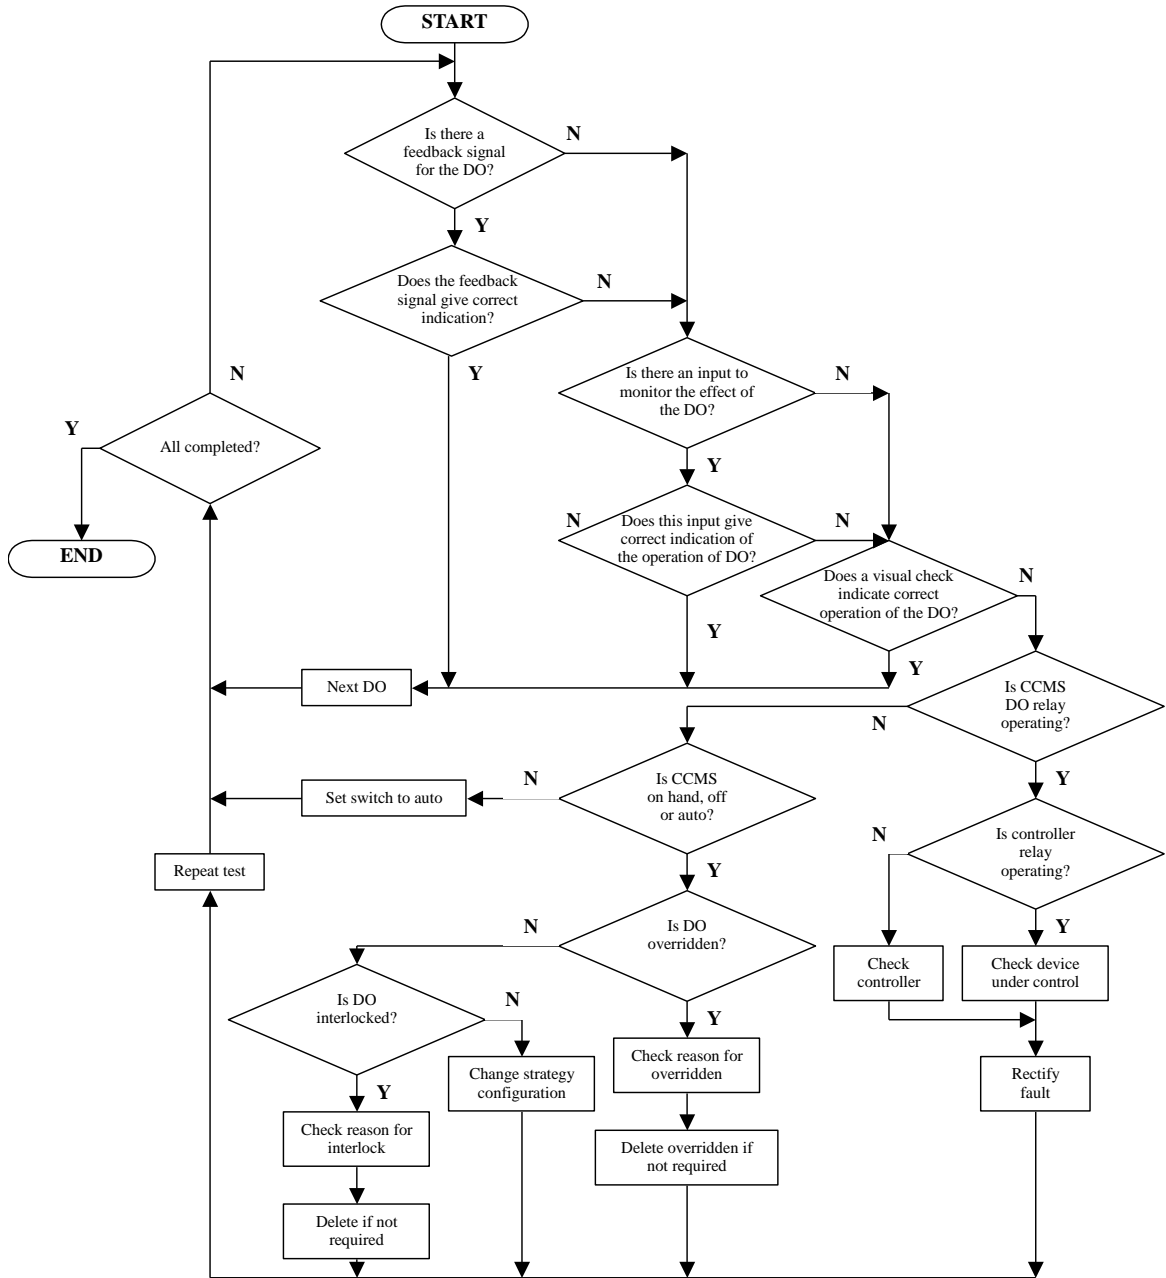 START
Is there a
feedback signal
for the DO?
N
Y
Does the feedback
signal give correct
indication?
N
Y
Is there an input to
monitor the effect of
the DO?
N
Y
N
All completed?
Y
END
N
Does this input give
correct indication of
the operation of DO?
N
Y
Does a visual check
indicate correct
operation of the DO?
N
Y
Next DO
Is CCMS
DO relay
operating?
N
Y
Is CCMS
on hand, off
or auto?
N
Y
Set switch to auto
Is controller
relay
operating?
N
Y
Repeat test
Is DO
overridden?
N
Y
Check
controller
Check device
under control
Is DO
interlocked?
N
Y
Change strategy
configuration
Check reason for
overridden
Rectify
fault
Check reason for
interlock
Delete overridden if
not required
Delete if not
required